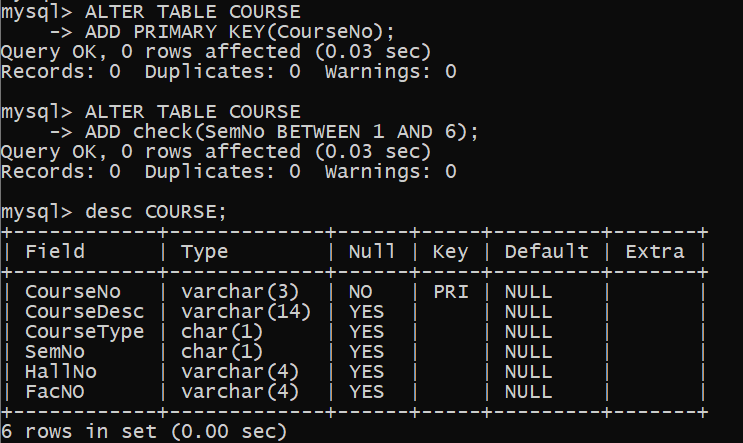 mysql> ALTER TABLE COURSE
    -> ADD PRIMARY KEY(CourseNo);
Query OK, 0 rows affected (0.03 sec)
Records: 0  Duplicates: 0  Warnings: 0

mysql> ALTER TABLE COURSE
    -> ADD check(SemNo BETWEEN 1 AND 6);
Query OK, 0 rows affected (0.03 sec)
Records: 0  Duplicates: 0  Warnings: 0

mysql> desc COURSE;
+------------+-------------+------+-----+---------+-------+
| Field      | Type        | Null | Key | Default | Extra |
+------------+-------------+------+-----+---------+-------+
| CourseNo   | varchar(3)  | NO   | PRI | NULL    |       |
| CourseDesc | varchar(14) | YES  |     | NULL    |       |
| CourseType | char(1)     | YES  |     | NULL    |       |
| SemNo      | char(1)     | YES  |     | NULL    |       |
| HallNo     | varchar(4)  | YES  |     | NULL    |       |
| FacNO      | varchar(4)  | YES  |     | NULL    |       |
+------------+-------------+------+-----+---------+-------+
6 rows in set (0.00 sec)